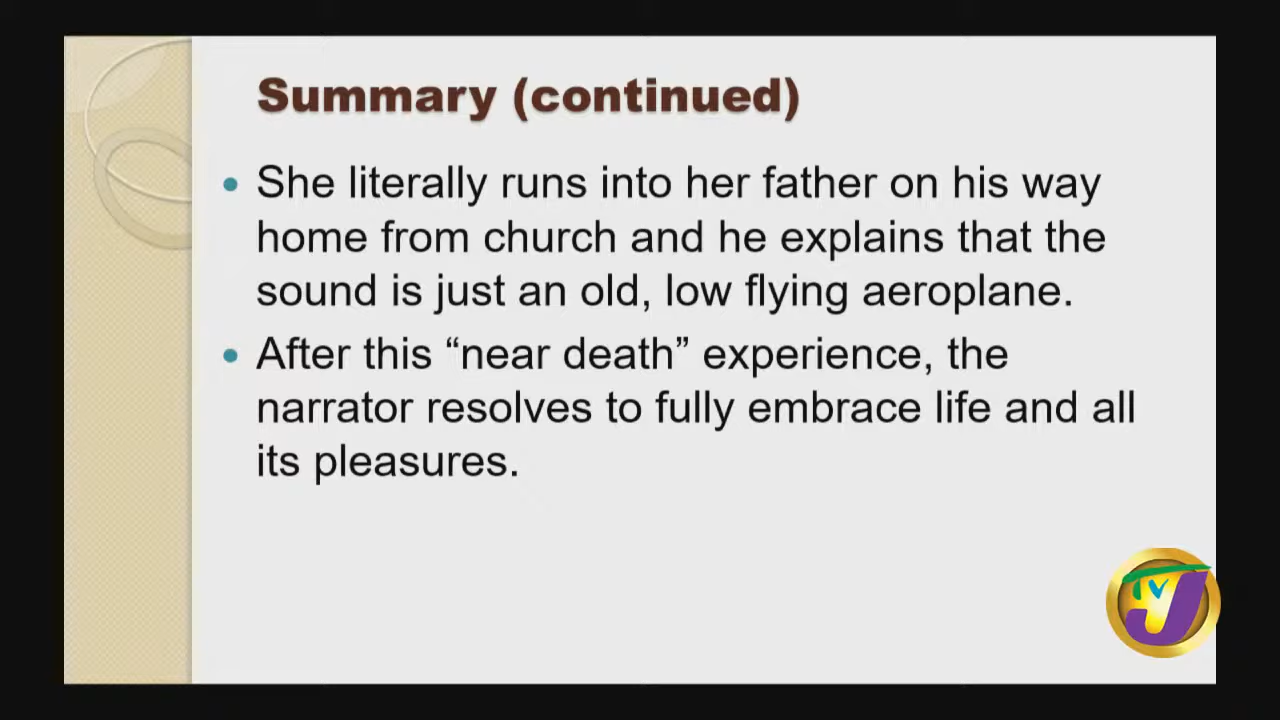 Summary (continued)
• She literally runs into her father on his way
home from church and he explains that the
sound is just an old, low flying aeroplane.
• After this “near death” experience, the
narrator resolves to fully embrace life and all
its pleasures.
TVJ